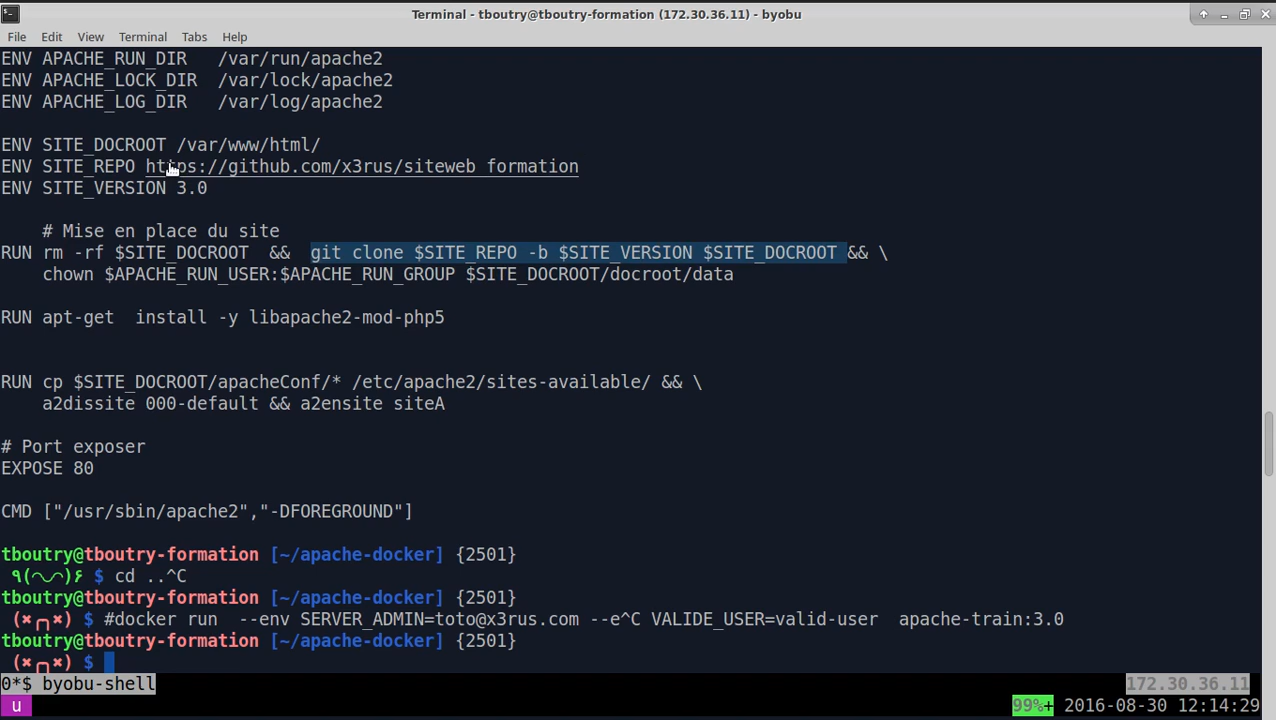 Terminal - tboutry@tboutry-formation (172.30.36.11) - byobu
File Edit View Terminal Tabs Help
ENV APACHE_RUN_DIR /var/run/apache2
ENV APACHE_LOCK_DIR /var/lock/apache2
ENV APACHE_LOG_DIR /var/log/apache2
ENV SITE_DOCROOT /var/www/html/
ENV SITE_REPO https://github.com/x3rus/siteweb_formation
ENV SITE_VERSION 3.0
# Mise en place du site
RUN rm -rf $SITE_DOCROOT && git clone $SITE_REPO -b $SITE_VERSION $SITE_DOCROOT && \
chown $APACHE_RUN_USER:$APACHE_RUN_GROUP $SITE_DOCROOT/docroot/data
RUN apt-get install -y libapache2-mod-php5
RUN cp $SITE_DOCROOT/apacheConf/* /etc/apache2/sites-available/ && \
a2dissite 000-default && a2ensite siteA
# Port exposer
EXPOSE 80
CMD ["/usr/sbin/apache2","-DFOREGROUND"]
tboutry@tboutry-formation [~/apache-docker] {2501}
٩(◠◡◠)۶ $ cd ..^C
tboutry@tboutry-formation [~/apache-docker] {2501}
(✖╭╮✖) $ #docker run --env SERVER_ADMIN=toto@x3rus.com --e^C VALIDE_USER=valid-user apache-train:3.0
tboutry@tboutry-formation [~/apache-docker] {2501}
(✖╭╮✖) $
0*$ byobu-shell 172.30.36.11
u 99%+ 2016-08-30 12:14:29